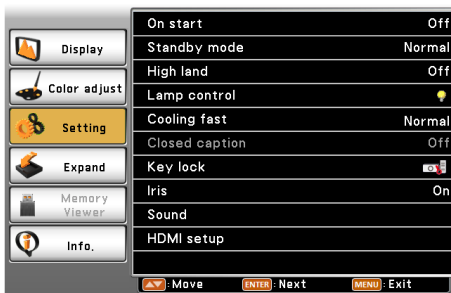 Display
Color adjust
Setting
Expand
Memory
Viewer
Info.
On start Off
Standby mode Normal
High land Off
Lamp control
Cooling fast Normal
Closed caption Off
Key lock
Iris On
Sound
HDMI setup
:Move ENTER :Next MENU :Exit